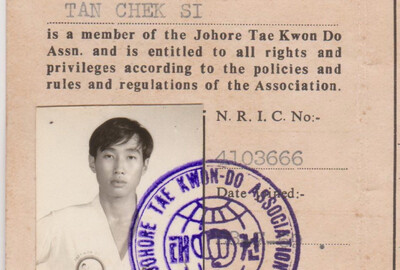 TAN CHEK SI
is a member of the Johore Tae Kwon Do
Assn. and is entitled to all rights and
privileges according to the policies and
rules and regulations of the Association.
N. R. I. C. No:-
4103666
Date
JOHORE TAE KWON-DO ASSOCIATION